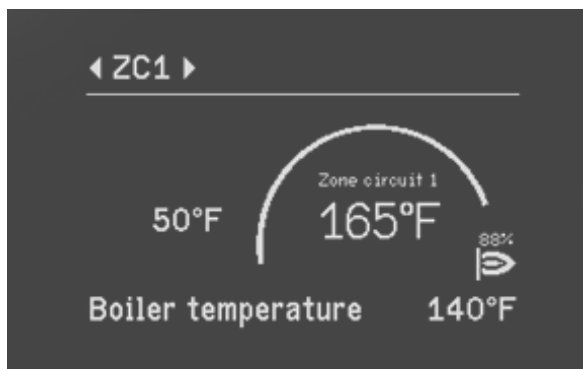 ZC1
Zone circuit 1
50°F 165°F
88%
Boiler temperature 140°F